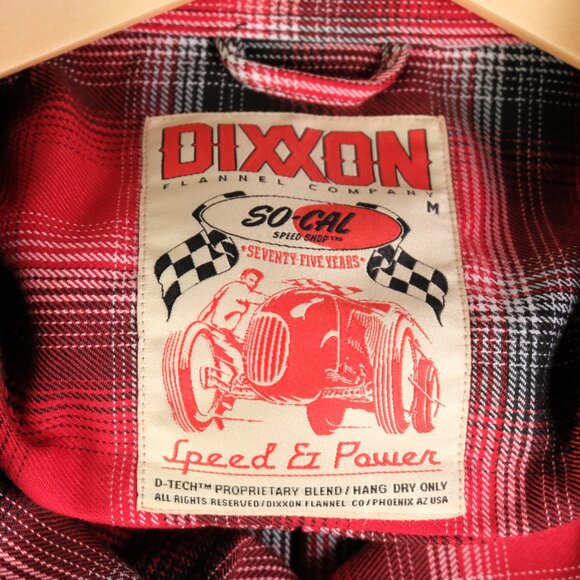 DIXXON
FLANNEL COMPANY
M
SO-CAL
SPEED SHOP™
•SEVENTY-FIVE YEARS•
Speed & Power
D-TECH™ PROPRIETARY BLEND / HANG DRY ONLY
ALL RIGHTS RESERVED/DIXXON FLANNEL CO/PHOENIX AZ USA